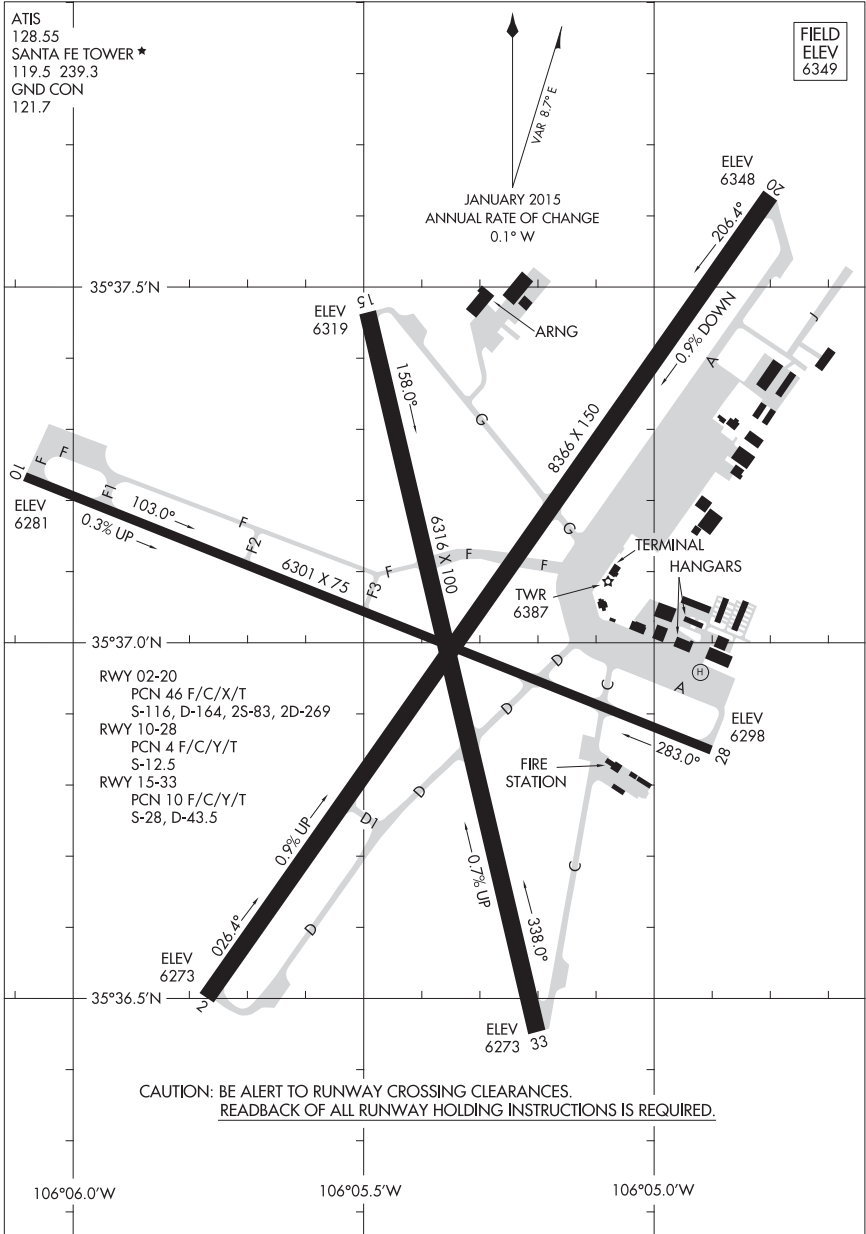 ATIS
128.55
SANTA FE TOWER ★
119.5 239.3
GND CON
121.7
FIELD
ELEV
6349
VAR 8.7° E
JANUARY 2015
ANNUAL RATE OF CHANGE
0.1° W
ELEV
6348
20
206.4°
0.9% DOWN
35°37.5'N
ELEV
6319
15
ARNG
J
A
158.0°
G
8366 X 150
F
F
F1
10
ELEV
6281
103.0°
0.3% UP
F
F2
6301 X 75
F3
F
F
F
6316 X 100
G
TERMINAL
HANGARS
TWR
6387
35°37.0'N
D
C
H
A
RWY 02-20
PCN 46 F/C/X/T
S-116, D-164, 2S-83, 2D-269
RWY 10-28
PCN 4 F/C/Y/T
S-12.5
RWY 15-33
PCN 10 F/C/Y/T
S-28, D-43.5
D
ELEV
6298
28
283.0°
FIRE
STATION
D
D1
0.9% UP
C
0.7% UP
338.0°
026.4°
D
ELEV
6273
2
35°36.5'N
ELEV
6273
33
CAUTION: BE ALERT TO RUNWAY CROSSING CLEARANCES.
READBACK OF ALL RUNWAY HOLDING INSTRUCTIONS IS REQUIRED.
106°06.0'W
106°05.5'W
106°05.0'W